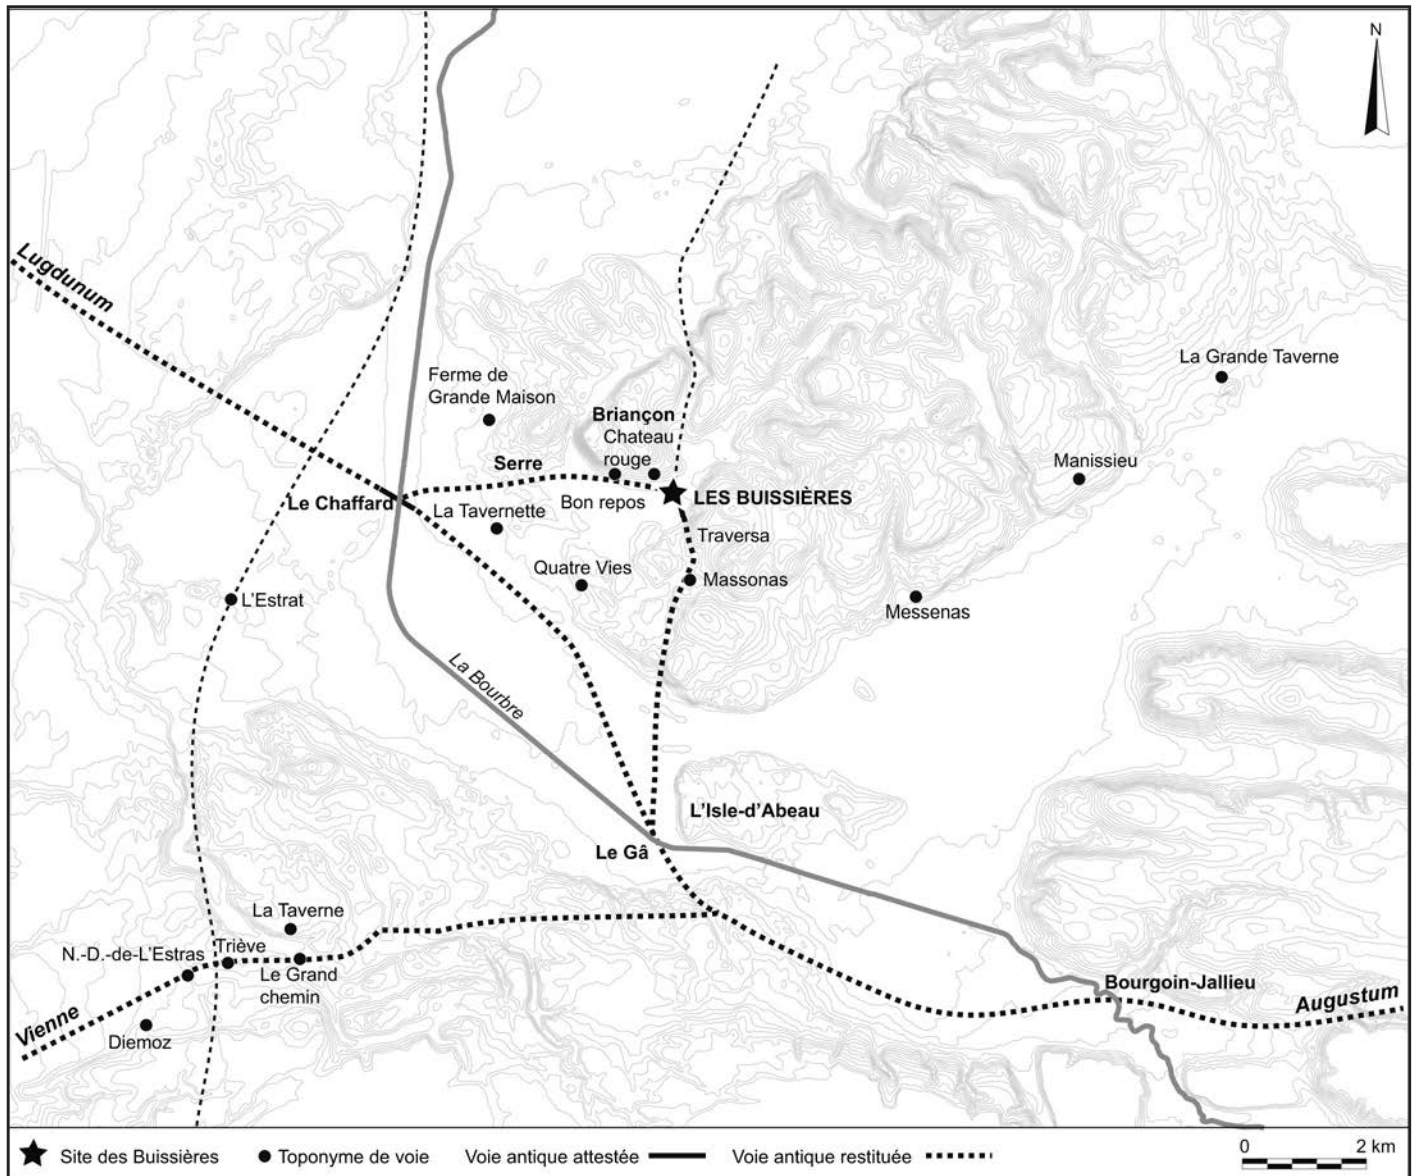 N
Lugdunum
La Grande Taverne
Ferme de
Grande Maison
Briançon
Chateau
rouge
Serre
Manissieu
Le Chaffard
Bon repos
LES BUISSIÈRES
La Tavernette
Traversa
Quatre Vies
Massonas
L'Estrat
Messenas
La Bourbre
L'Isle-d'Abeau
Le Gâ
La Taverne
N.-D.-de-L'Estras
Triève
Le Grand
chemin
Bourgoin-Jallieu
Augustum
Vienne
Diemoz
Site des Buissières
Toponyme de voie
Voie antique attestée
Voie antique restituée
0 2 km